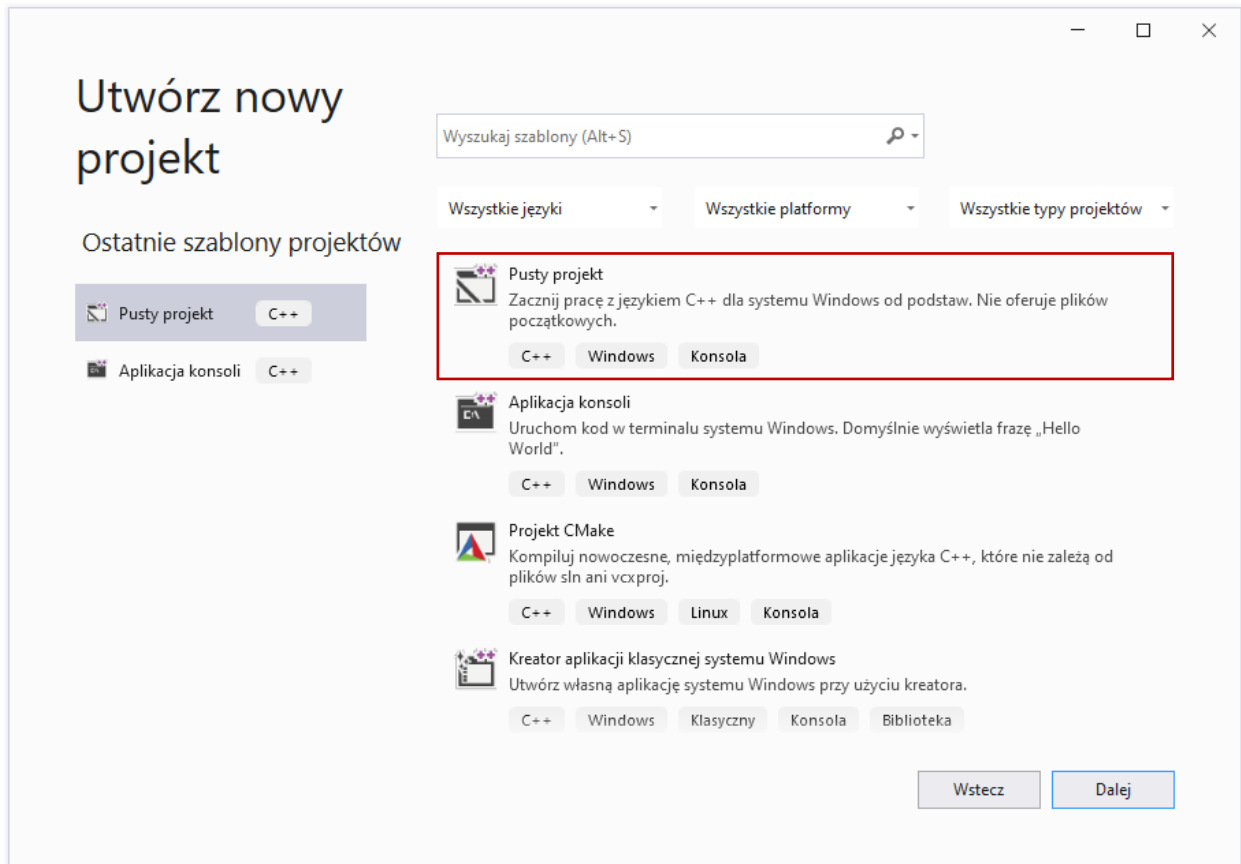 Utwórz nowy
projekt
Ostatnie szablony projektów
Pusty projekt C++
Aplikacja konsoli C++
Wyszukaj szablony (Alt+S)
Wszystkie języki Wszystkie platformy Wszystkie typy projektów
Pusty projekt
Zacznij pracę z językiem C++ dla systemu Windows od podstaw. Nie oferuje plików
początkowych.
C++ Windows Konsola
Aplikacja konsoli
Uruchom kod w terminalu systemu Windows. Domyślnie wyświetla frazę „Hello
World”.
C++ Windows Konsola
Projekt CMake
Kompiluj nowoczesne, międzyplatformowe aplikacje języka C++, które nie zależą od
plików sln ani vcxproj.
C++ Windows Linux Konsola
Kreator aplikacji klasycznej systemu Windows
Utwórz własną aplikację systemu Windows przy użyciu kreatora.
C++ Windows Klasyczny Konsola Biblioteka
Wstecz Dalej